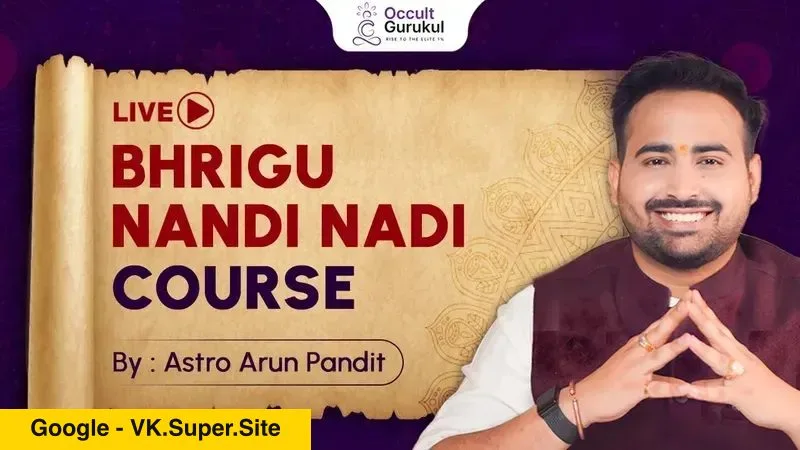 Occult
Gurukul
RISE TO THE ELITE 1%
LIVE
BHRIGU
NANDI NADI
COURSE
By : Astro Arun Pandit
Google - VK.Super.Site